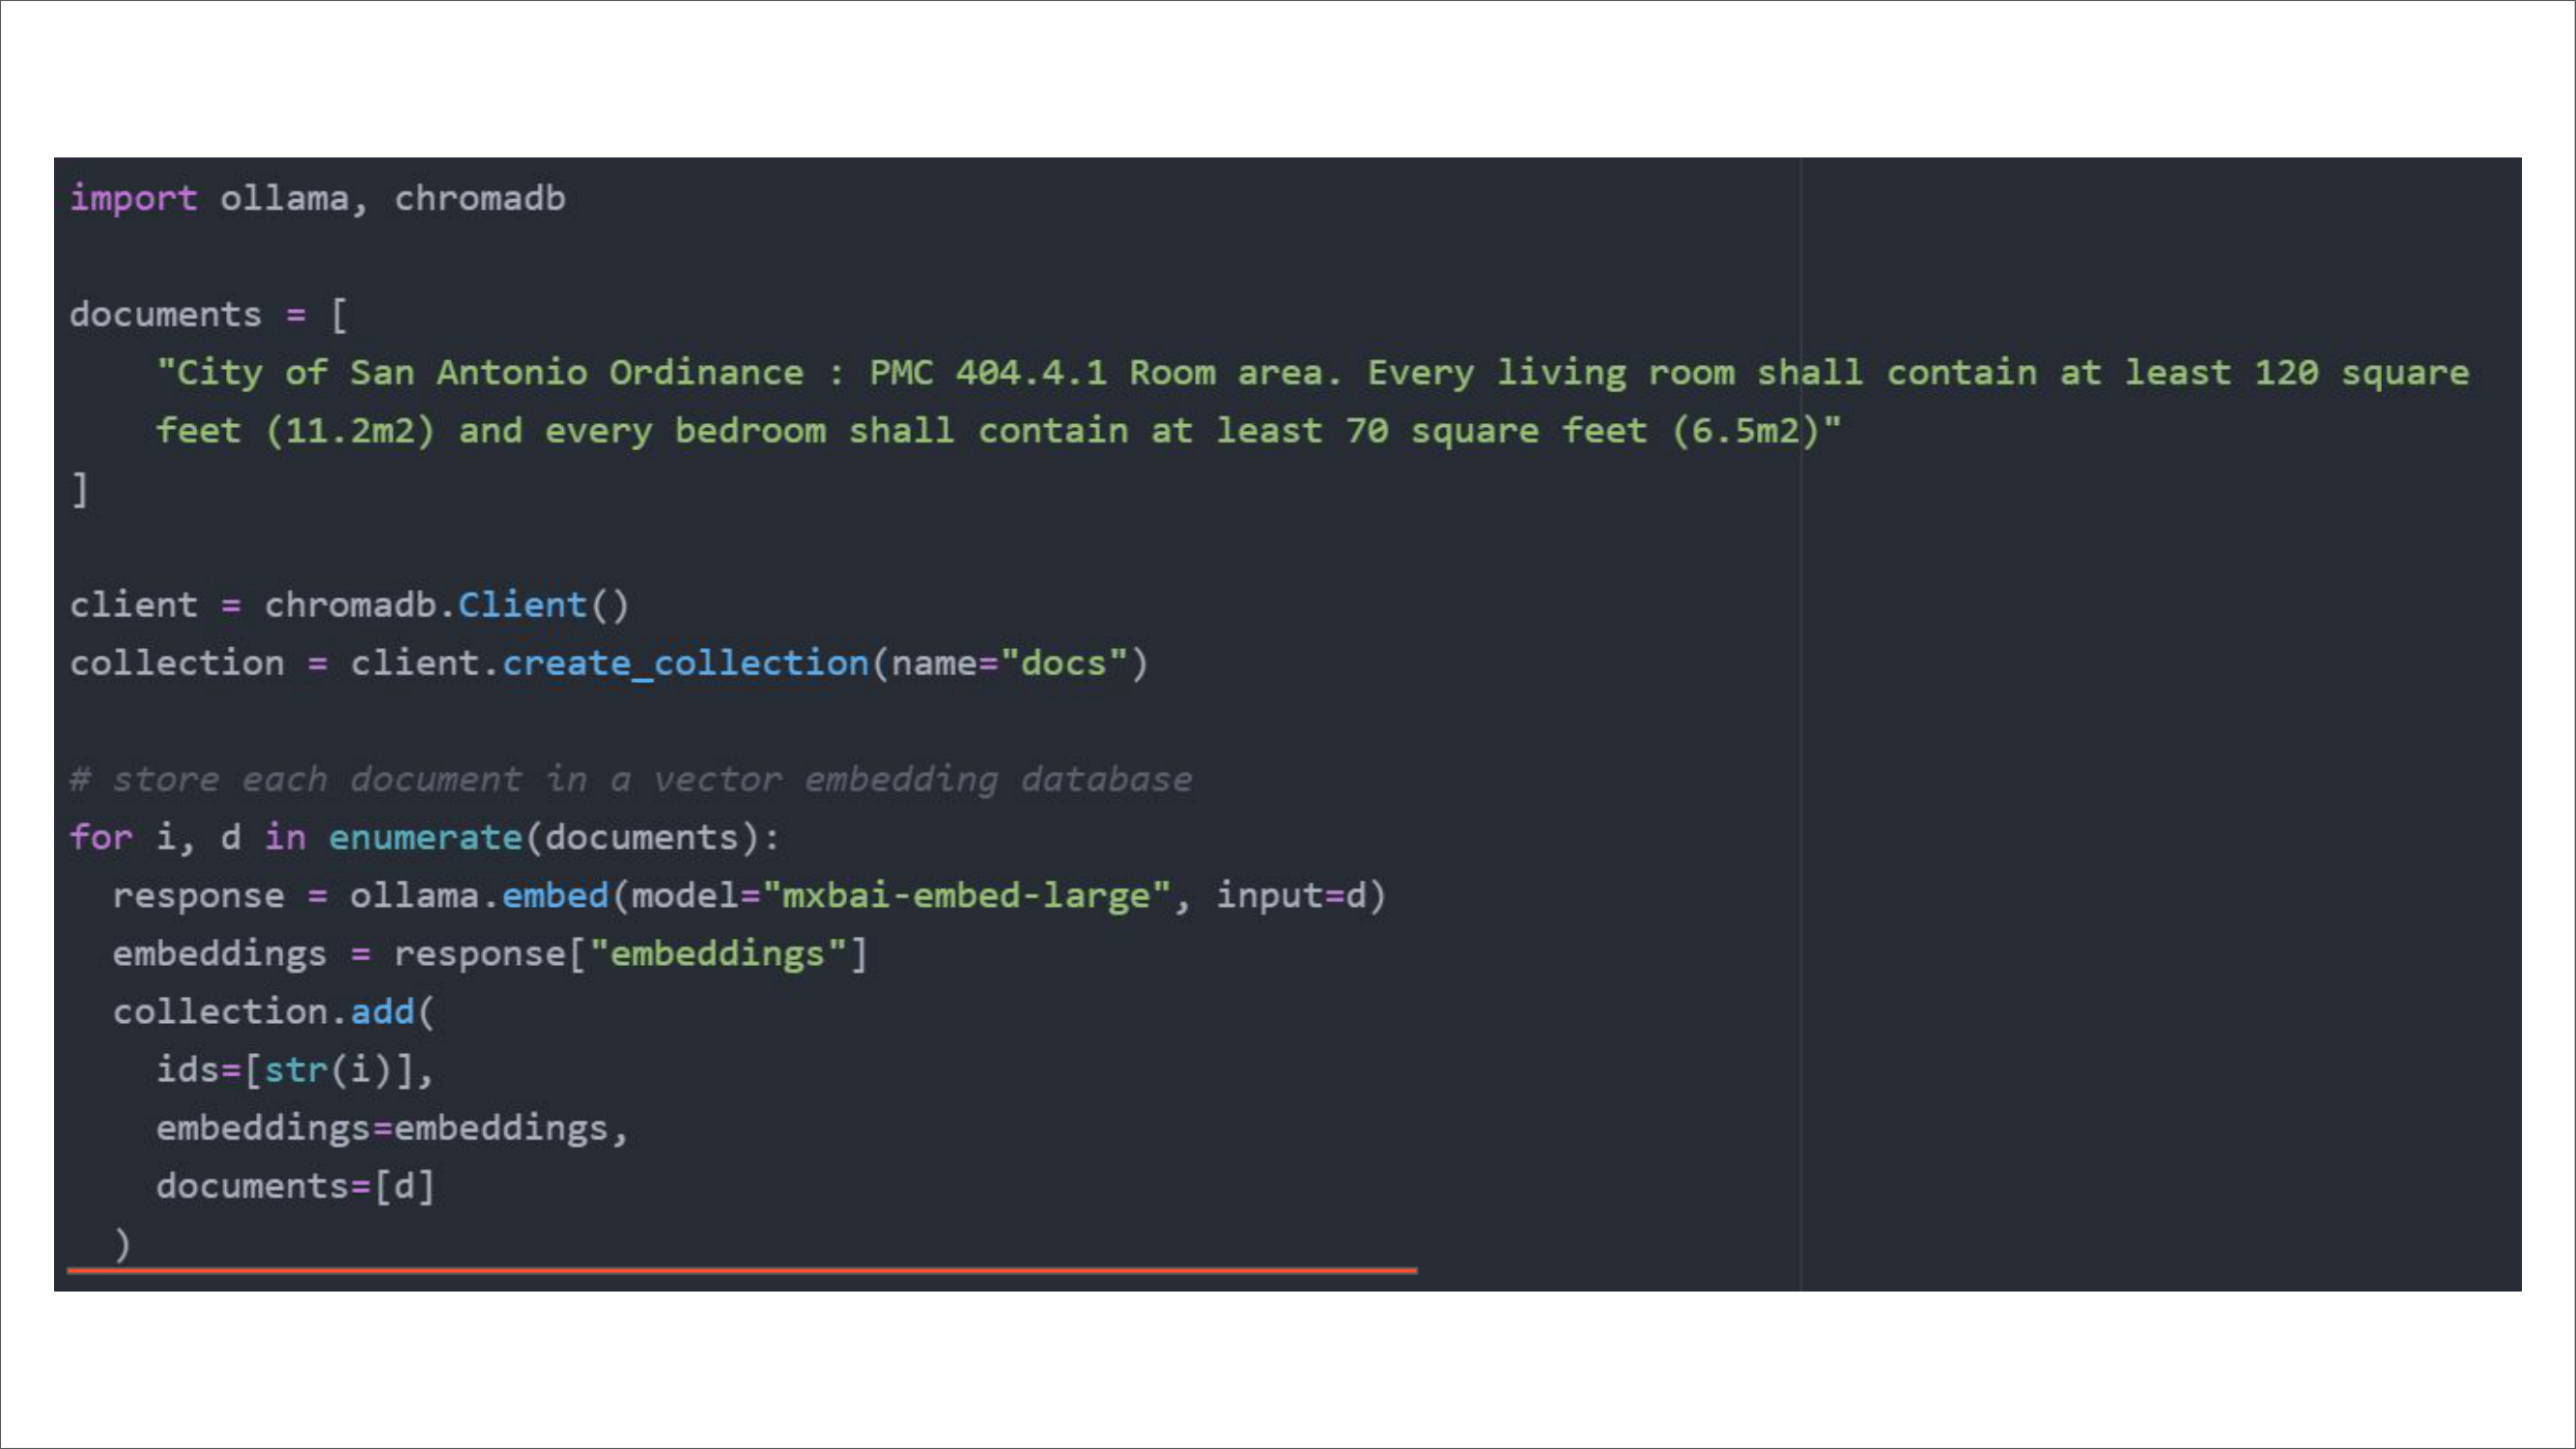 import ollama, chromadb
documents = [
    "City of San Antonio Ordinance : PMC 404.4.1 Room area. Every living room shall contain at least 120 square
    feet (11.2m2) and every bedroom shall contain at least 70 square feet (6.5m2)"
]
client = chromadb.Client()
collection = client.create_collection(name="docs")
# store each document in a vector embedding database
for i, d in enumerate(documents):
  response = ollama.embed(model="mxbai-embed-large", input=d)
  embeddings = response["embeddings"]
  collection.add(
    ids=[str(i)],
    embeddings=embeddings,
    documents=[d]
  )